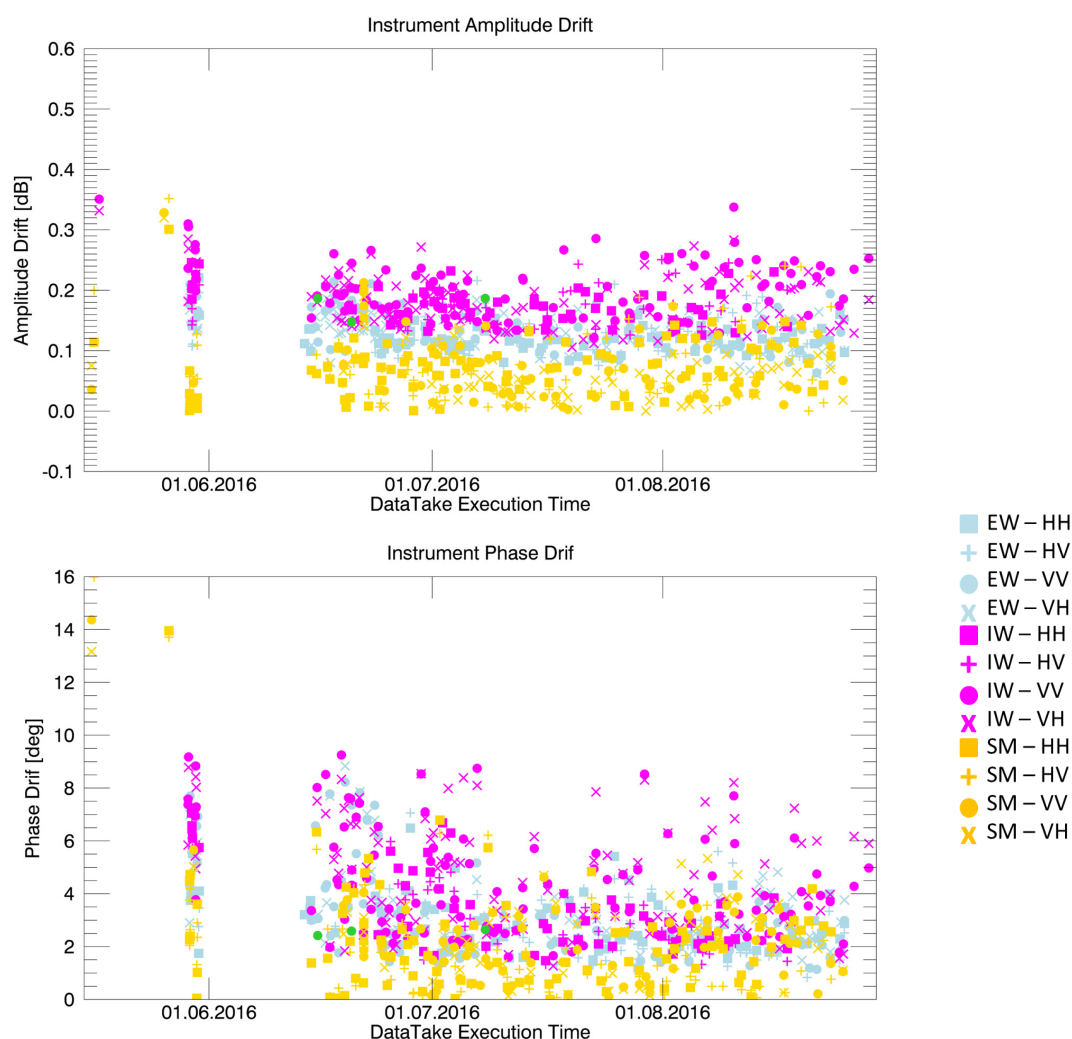 Instrument Amplitude Drift
0.6
0.5
0.4
0.3
0.2
0.1
0.0
-0.1
Amplitude Drift [dB]
01.06.2016 01.07.2016 01.08.2016
DataTake Execution Time
Instrument Phase Drif
16
14
12
10
8
6
4
2
0
Phase Drif [deg]
01.06.2016 01.07.2016 01.08.2016
DataTake Execution Time
EW – HH
EW – HV
EW – VV
EW – VH
IW – HH
IW – HV
IW – VV
IW – VH
SM – HH
SM – HV
SM – VV
SM – VH